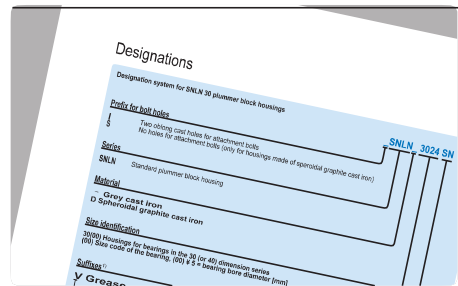 Designations
Designation system for SNLN 30 plummer block housings
_ SNLN _ 3024 SN
Prefix for bolt holes
Two oblong cast holes for attachment bolts
S No holes for attachment bolts (only for housings made of speroidal graphite cast iron)
Series
SNLN Standard plummer block housing
Material
_ Grey cast iron
D Spheroidal graphite cast iron
Size identification
30(00) Housings for bearings in the 30 (or 40) dimension series
(00) Size code of the bearing, (00) ¥ 5 = bearing bore diameter [mm]
Suffixes 1)